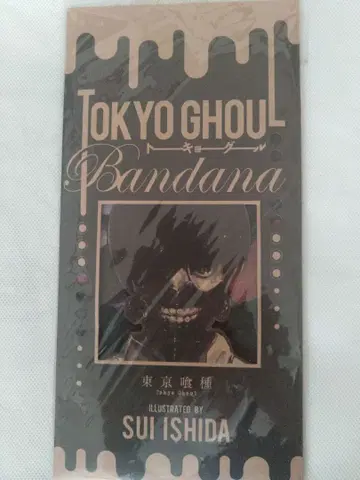 TOKYO GHOUL
トーキョーグール
Bandana
東京喰種
Tokyo Ghoul
ILLUSTRATED BY
SUI ISHIDA